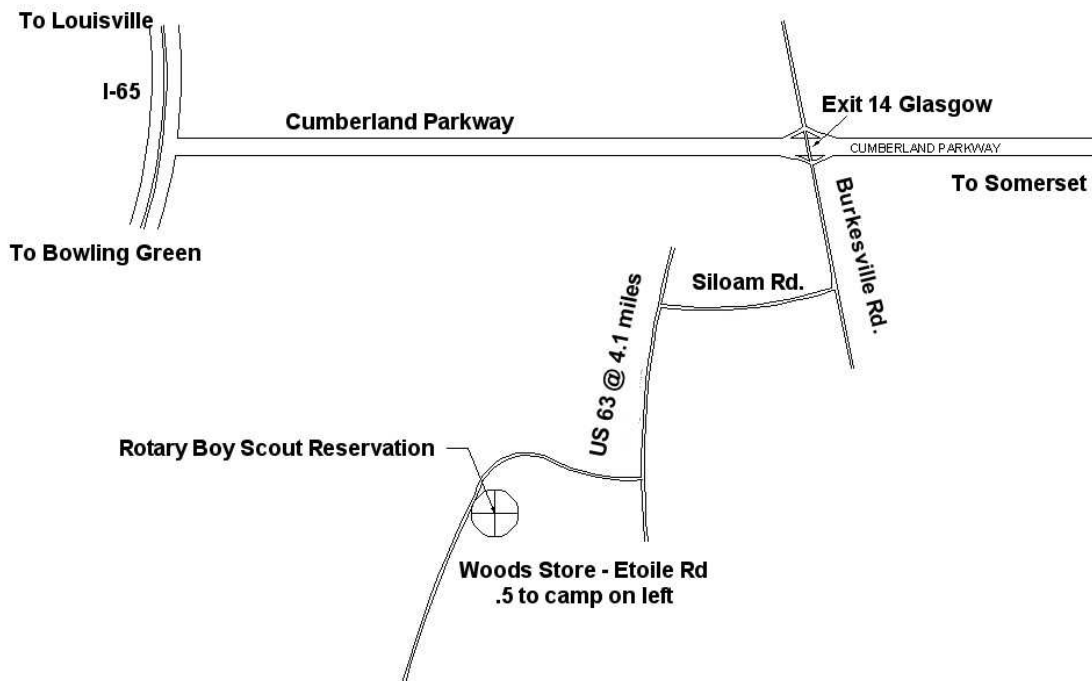 To Louisville
I-65
Exit 14 Glasgow
Cumberland Parkway
CUMBERLAND PARKWAY
To Somerset
To Bowling Green
Burkesville Rd.
Siloam Rd.
US 63 @ 4.1 miles
Rotary Boy Scout Reservation
Woods Store - Etoile Rd
.5 to camp on left